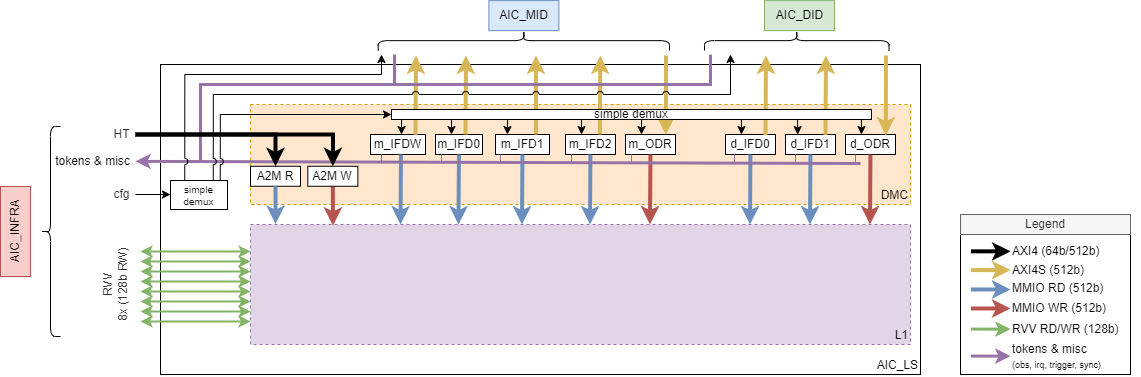 AIC_MID
AIC_DID
simple demux
HT
m_IFDW
m_IFD0
m_IFD1
m_IFD2
m_ODR
d_IFD0
d_IFD1
d_ODR
tokens & misc
A2M R
A2M W
cfg
simple
demux
DMC
AIC_INFRA
RVV
8x (128b RW)
L1
AIC_LS
Legend
AXI4 (64b/512b)
AXI4S (512b)
MMIO RD (512b)
MMIO WR (512b)
RVV RD/WR (128b)
tokens & misc
(obs, irq, trigger, sync)